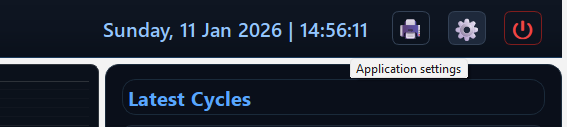 Sunday, 11 Jan 2026 | 14:56:11
Application settings
Latest Cycles